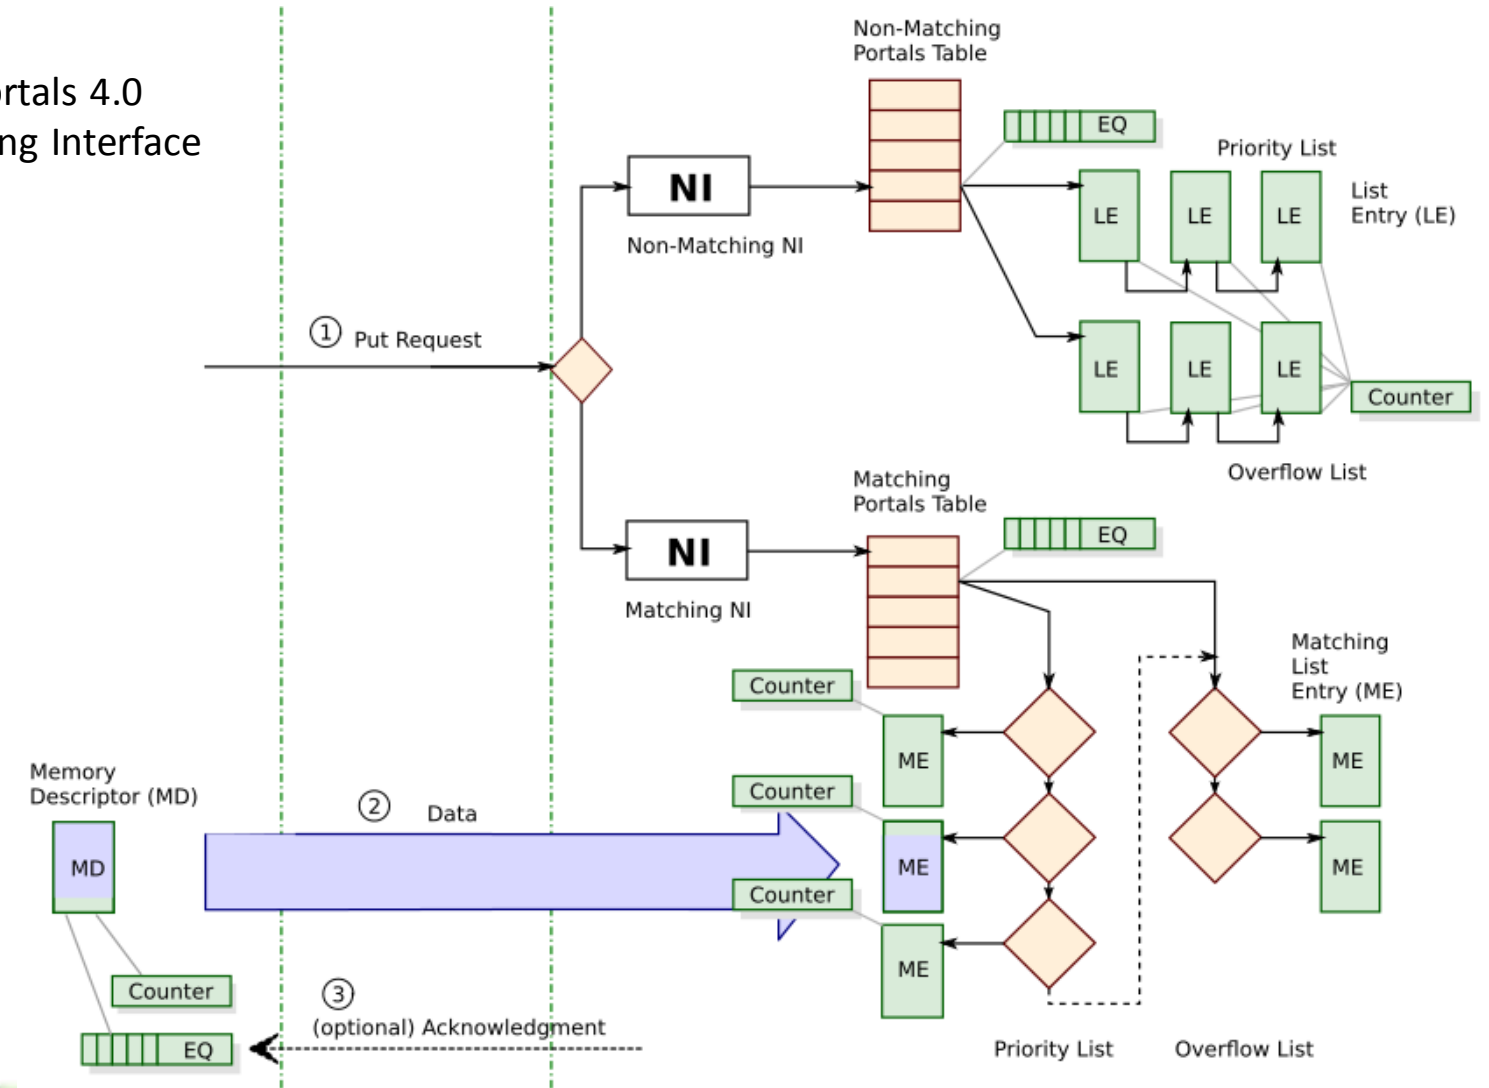 Non-Matching
Portals Table
rtals 4.0
ng Interface
EQ
Priority List
NI
List
Entry (LE)
LE
LE
LE
Non-Matching NI
1
Put Request
LE
LE
LE
Counter
Overflow List
Matching
Portals Table
EQ
NI
Matching NI
Matching
List
Entry (ME)
Counter
ME
ME
Memory
Descriptor (MD)
2
Data
Counter
MD
ME
ME
Counter
ME
Counter
3
(optional) Acknowledgment
EQ
Priority List
Overflow List